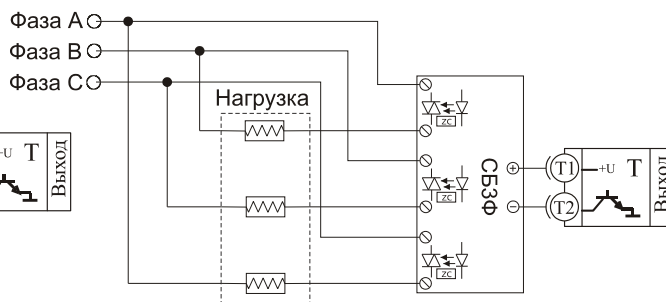 Фаза A
Фаза B
Фаза C
Нагрузка
+U T Выход
ZC
ZC
ZC
СБ3Ф
T1 +U T Выход
T2